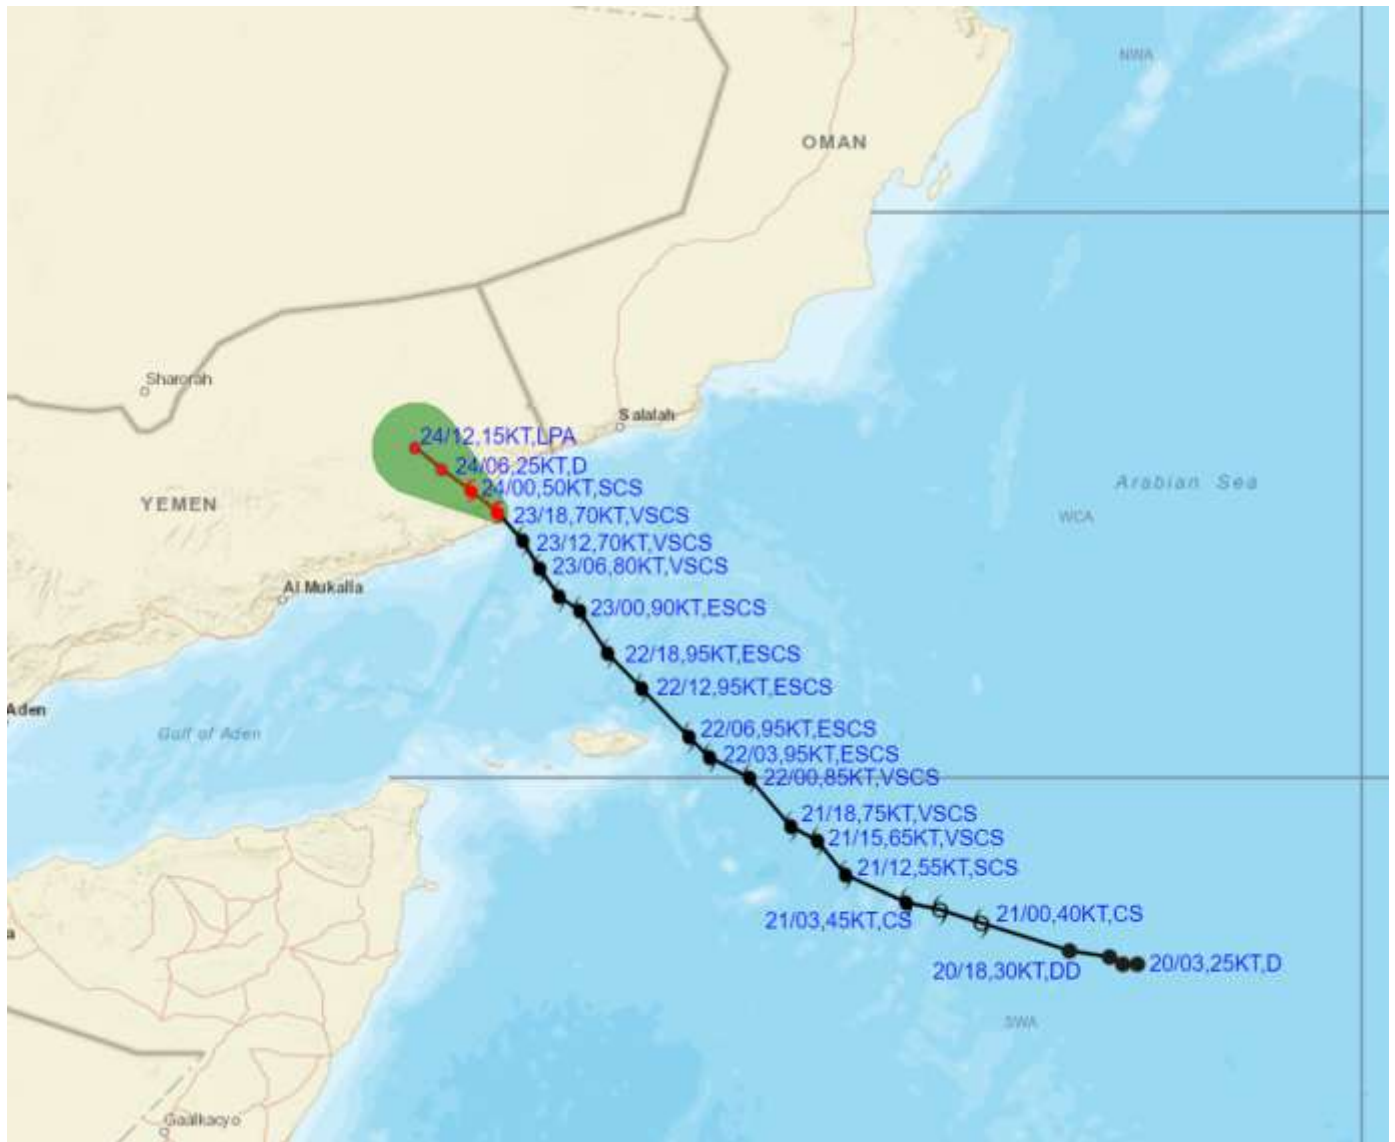 NWA
OMAN
Sharorah
Salalah
24/12,15KT,LPA
24/06,25KT,D
24/00,50KT,SCS
Arabian Sea
YEMEN
23/18,70KT,VSCS
WCA
23/12,70KT,VSCS
23/06,80KT,VSCS
Al Mukalla
23/00,90KT,ESCS
22/18,95KT,ESCS
22/12,95KT,ESCS
Aden
Gulf of Aden
22/06,95KT,ESCS
22/03,95KT,ESCS
22/00,85KT,VSCS
21/18,75KT,VSCS
21/15,65KT,VSCS
21/12,55KT,SCS
21/03,45KT,CS
21/00,40KT,CS
20/18,30KT,DD
20/03,25KT,D
SWA
Gaalkacyo